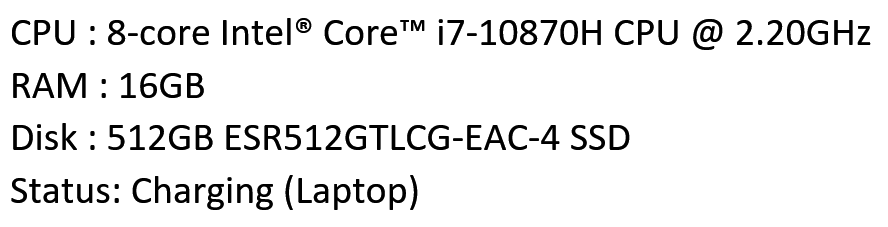 CPU : 8-core Intel® Core™ i7-10870H CPU @ 2.20GHz
RAM : 16GB
Disk : 512GB ESR512GTLCG-EAC-4 SSD
Status: Charging (Laptop)